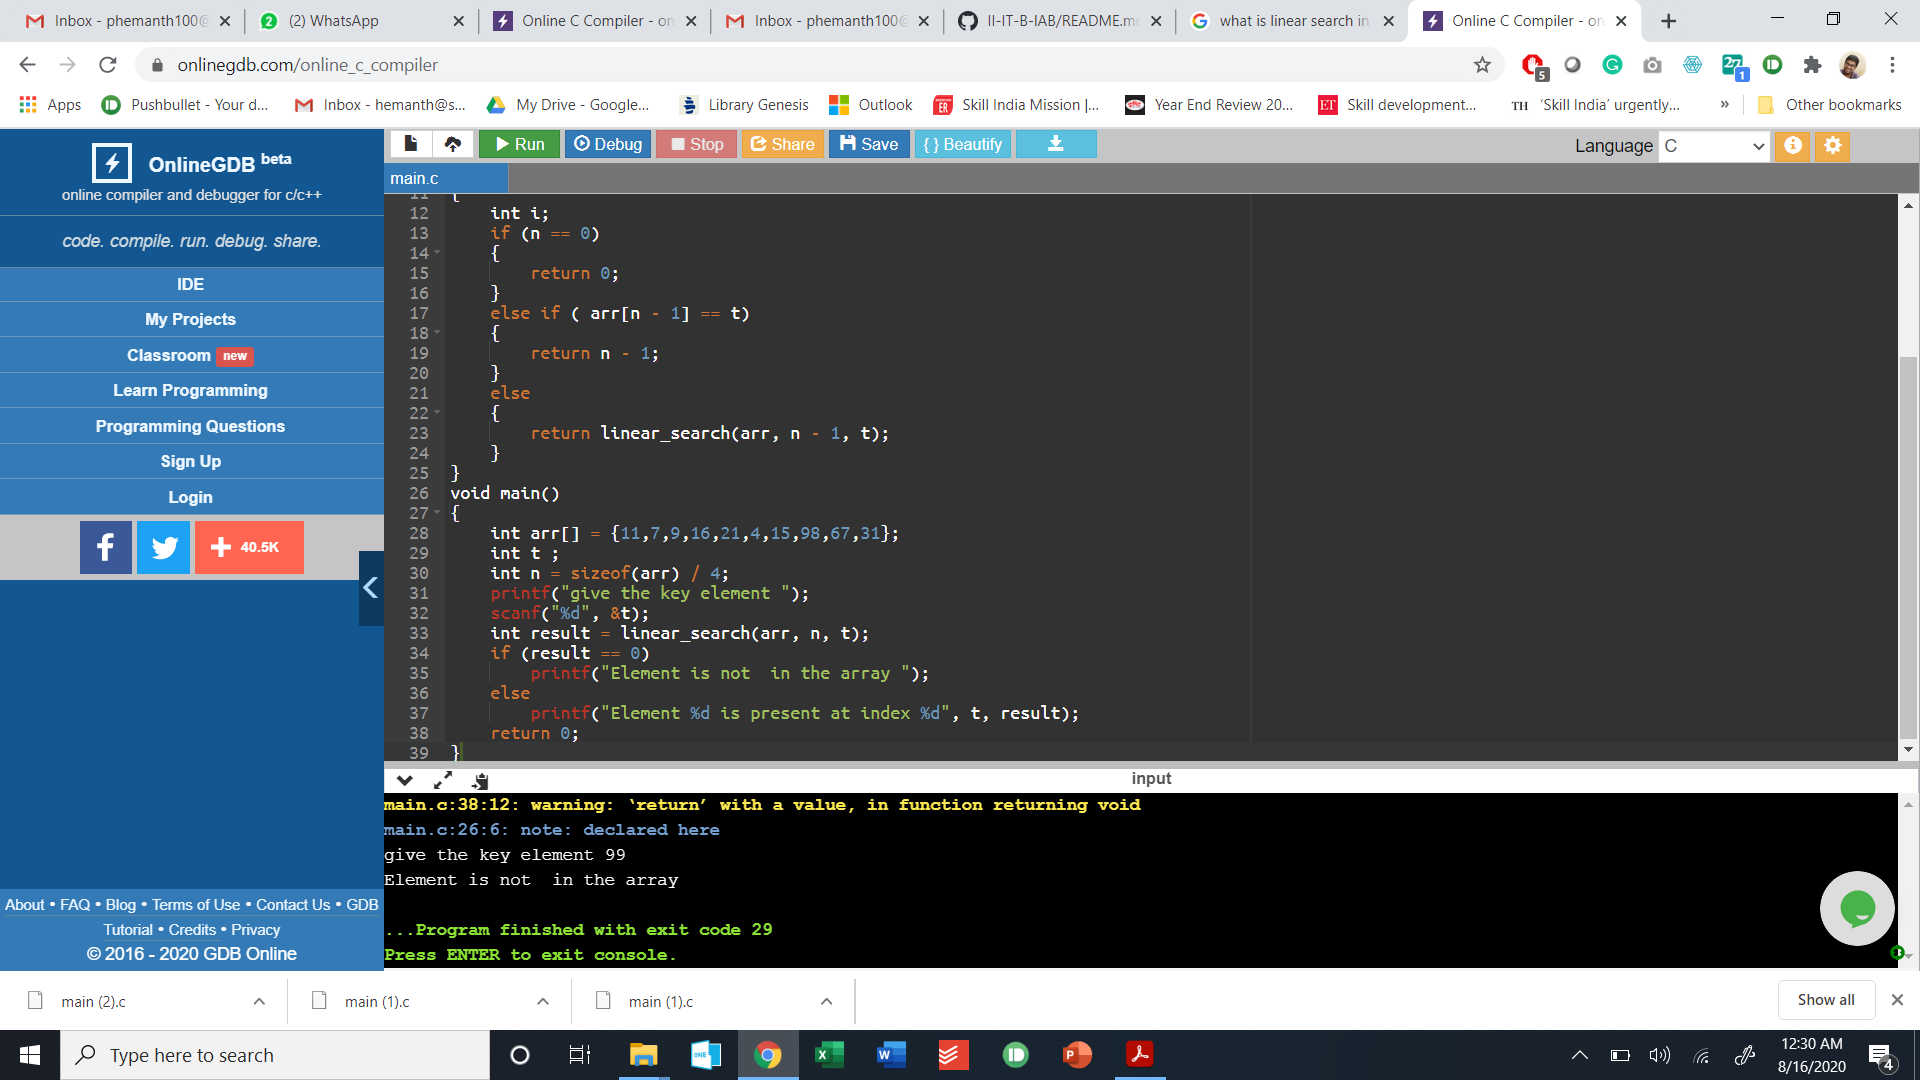 Inbox - phemanth100@
(2) WhatsApp
Online C Compiler - on
Inbox - phemanth100@
II-IT-B-IAB/README.m
what is linear search in
Online C Compiler - on
onlinegdb.com/online_c_compiler
5
27
1
Apps
Pushbullet - Your d...
Inbox - hemanth@s...
My Drive - Google...
Library Genesis
Outlook
Skill India Mission |...
Year End Review 20...
Skill development...
'Skill India' urgently...
»
Other bookmarks
OnlineGDB beta
online compiler and debugger for c/c++
code. compile. run. debug. share.
IDE
My Projects
Classroom new
Learn Programming
Programming Questions
Sign Up
Login
40.5K
About • FAQ • Blog • Terms of Use • Contact Us • GDB
Tutorial • Credits • Privacy
© 2016 - 2020 GDB Online
Run
Debug
Stop
Share
Save
{ } Beautify
Language C
main.c
11 {
12 int i;
13 if (n == 0)
14 {
15 return 0;
16 }
17 else if ( arr[n - 1] == t)
18 {
19 return n - 1;
20 }
21 else
22 {
23 return linear_search(arr, n - 1, t);
24 }
25 }
26 void main()
27 {
28 int arr[] = {11,7,9,16,21,4,15,98,67,31};
29 int t ;
30 int n = sizeof(arr) / 4;
31 printf("give the key element ");
32 scanf("%d", &t);
33 int result = linear_search(arr, n, t);
34 if (result == 0)
35 printf("Element is not  in the array ");
36 else
37 printf("Element %d is present at index %d", t, result);
38 return 0;
39 }
input
main.c:38:12: warning: ‘return’ with a value, in function returning void
main.c:26:6: note: declared here
give the key element 99
Element is not  in the array
...Program finished with exit code 29
Press ENTER to exit console.
main (2).c
main (1).c
main (1).c
Show all
Type here to search
12:30 AM
8/16/2020
4